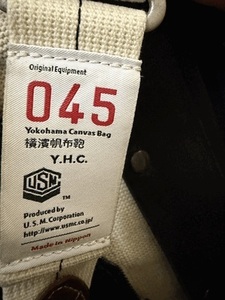 Original Equipment
045
Yokohama Canvas Bag
横濱帆布鞄
Y.H.C.
USM
TM
Produced by
U. S. M. Corporation
http://www.usmc.co.jp/
Made in Nippon